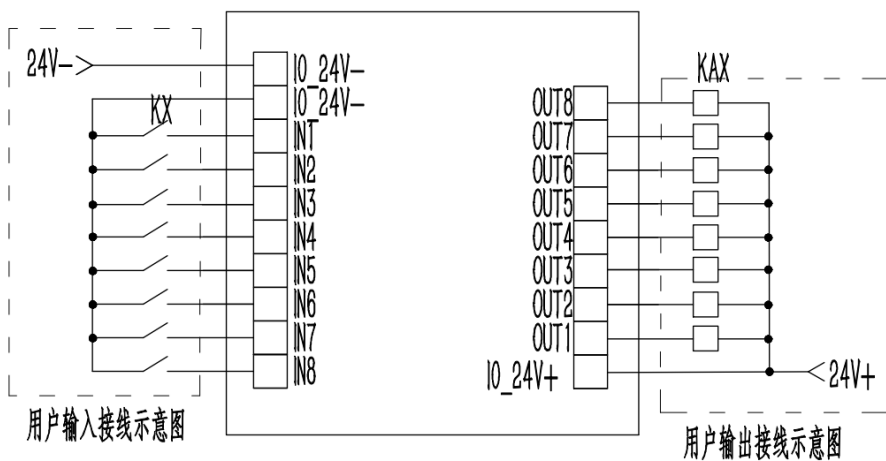 24V-
KX
IO_24V-
IO_24V-
IN1
IN2
IN3
IN4
IN5
IN6
IN7
IN8
用户输入接线示意图
KAX
OUT8
OUT7
OUT6
OUT5
OUT4
OUT3
OUT2
OUT1
IO_24V+
24V+
用户输出接线示意图